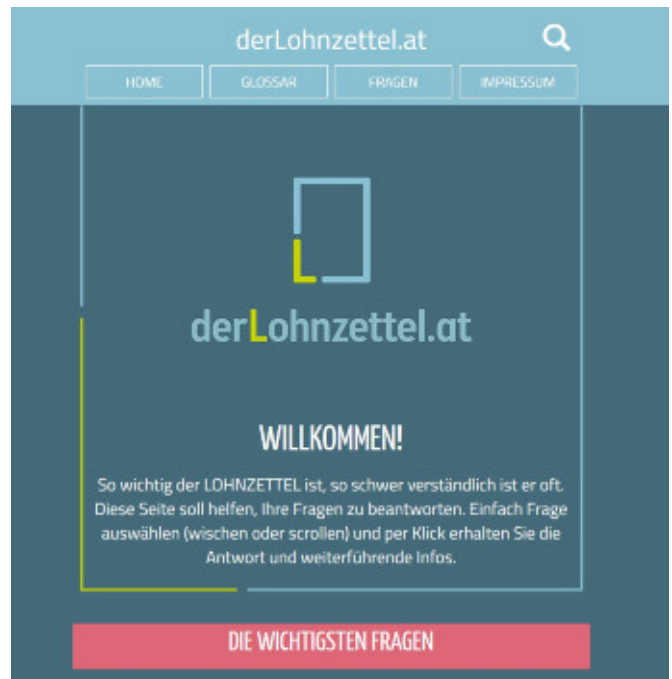 derLohnzettel.at
HOME GLOSSAR FRAGEN IMPRESSUM
derLohnzettel.at
WILLKOMMEN!
So wichtig der LOHNZETTEL ist, so schwer verständlich ist er oft.
Diese Seite soll helfen, Ihre Fragen zu beantworten. Einfach Frage
auswählen (wischen oder scrollen) und per Klick erhalten Sie die
Antwort und weiterführende Infos.
DIE WICHTIGSTEN FRAGEN